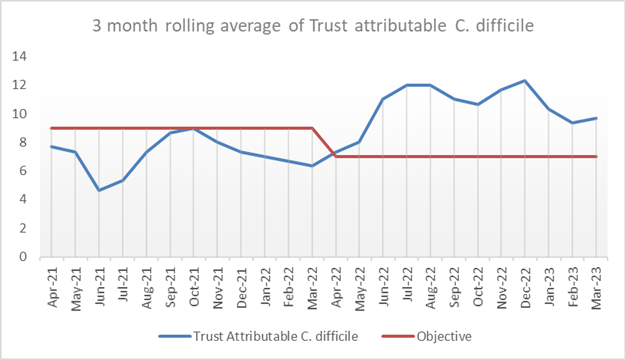 3 month rolling average of Trust attributable C. difficile
14
12
10
8
6
4
2
0
Apr-21
May-21
Jun-21
Jul-21
Aug-21
Sep-21
Oct-21
Nov-21
Dec-21
Jan-22
Feb-22
Mar-22
Apr-22
May-22
Jun-22
Jul-22
Aug-22
Sep-22
Oct-22
Nov-22
Dec-22
Jan-23
Feb-23
Mar-23
Trust Attributable C. difficile
Objective